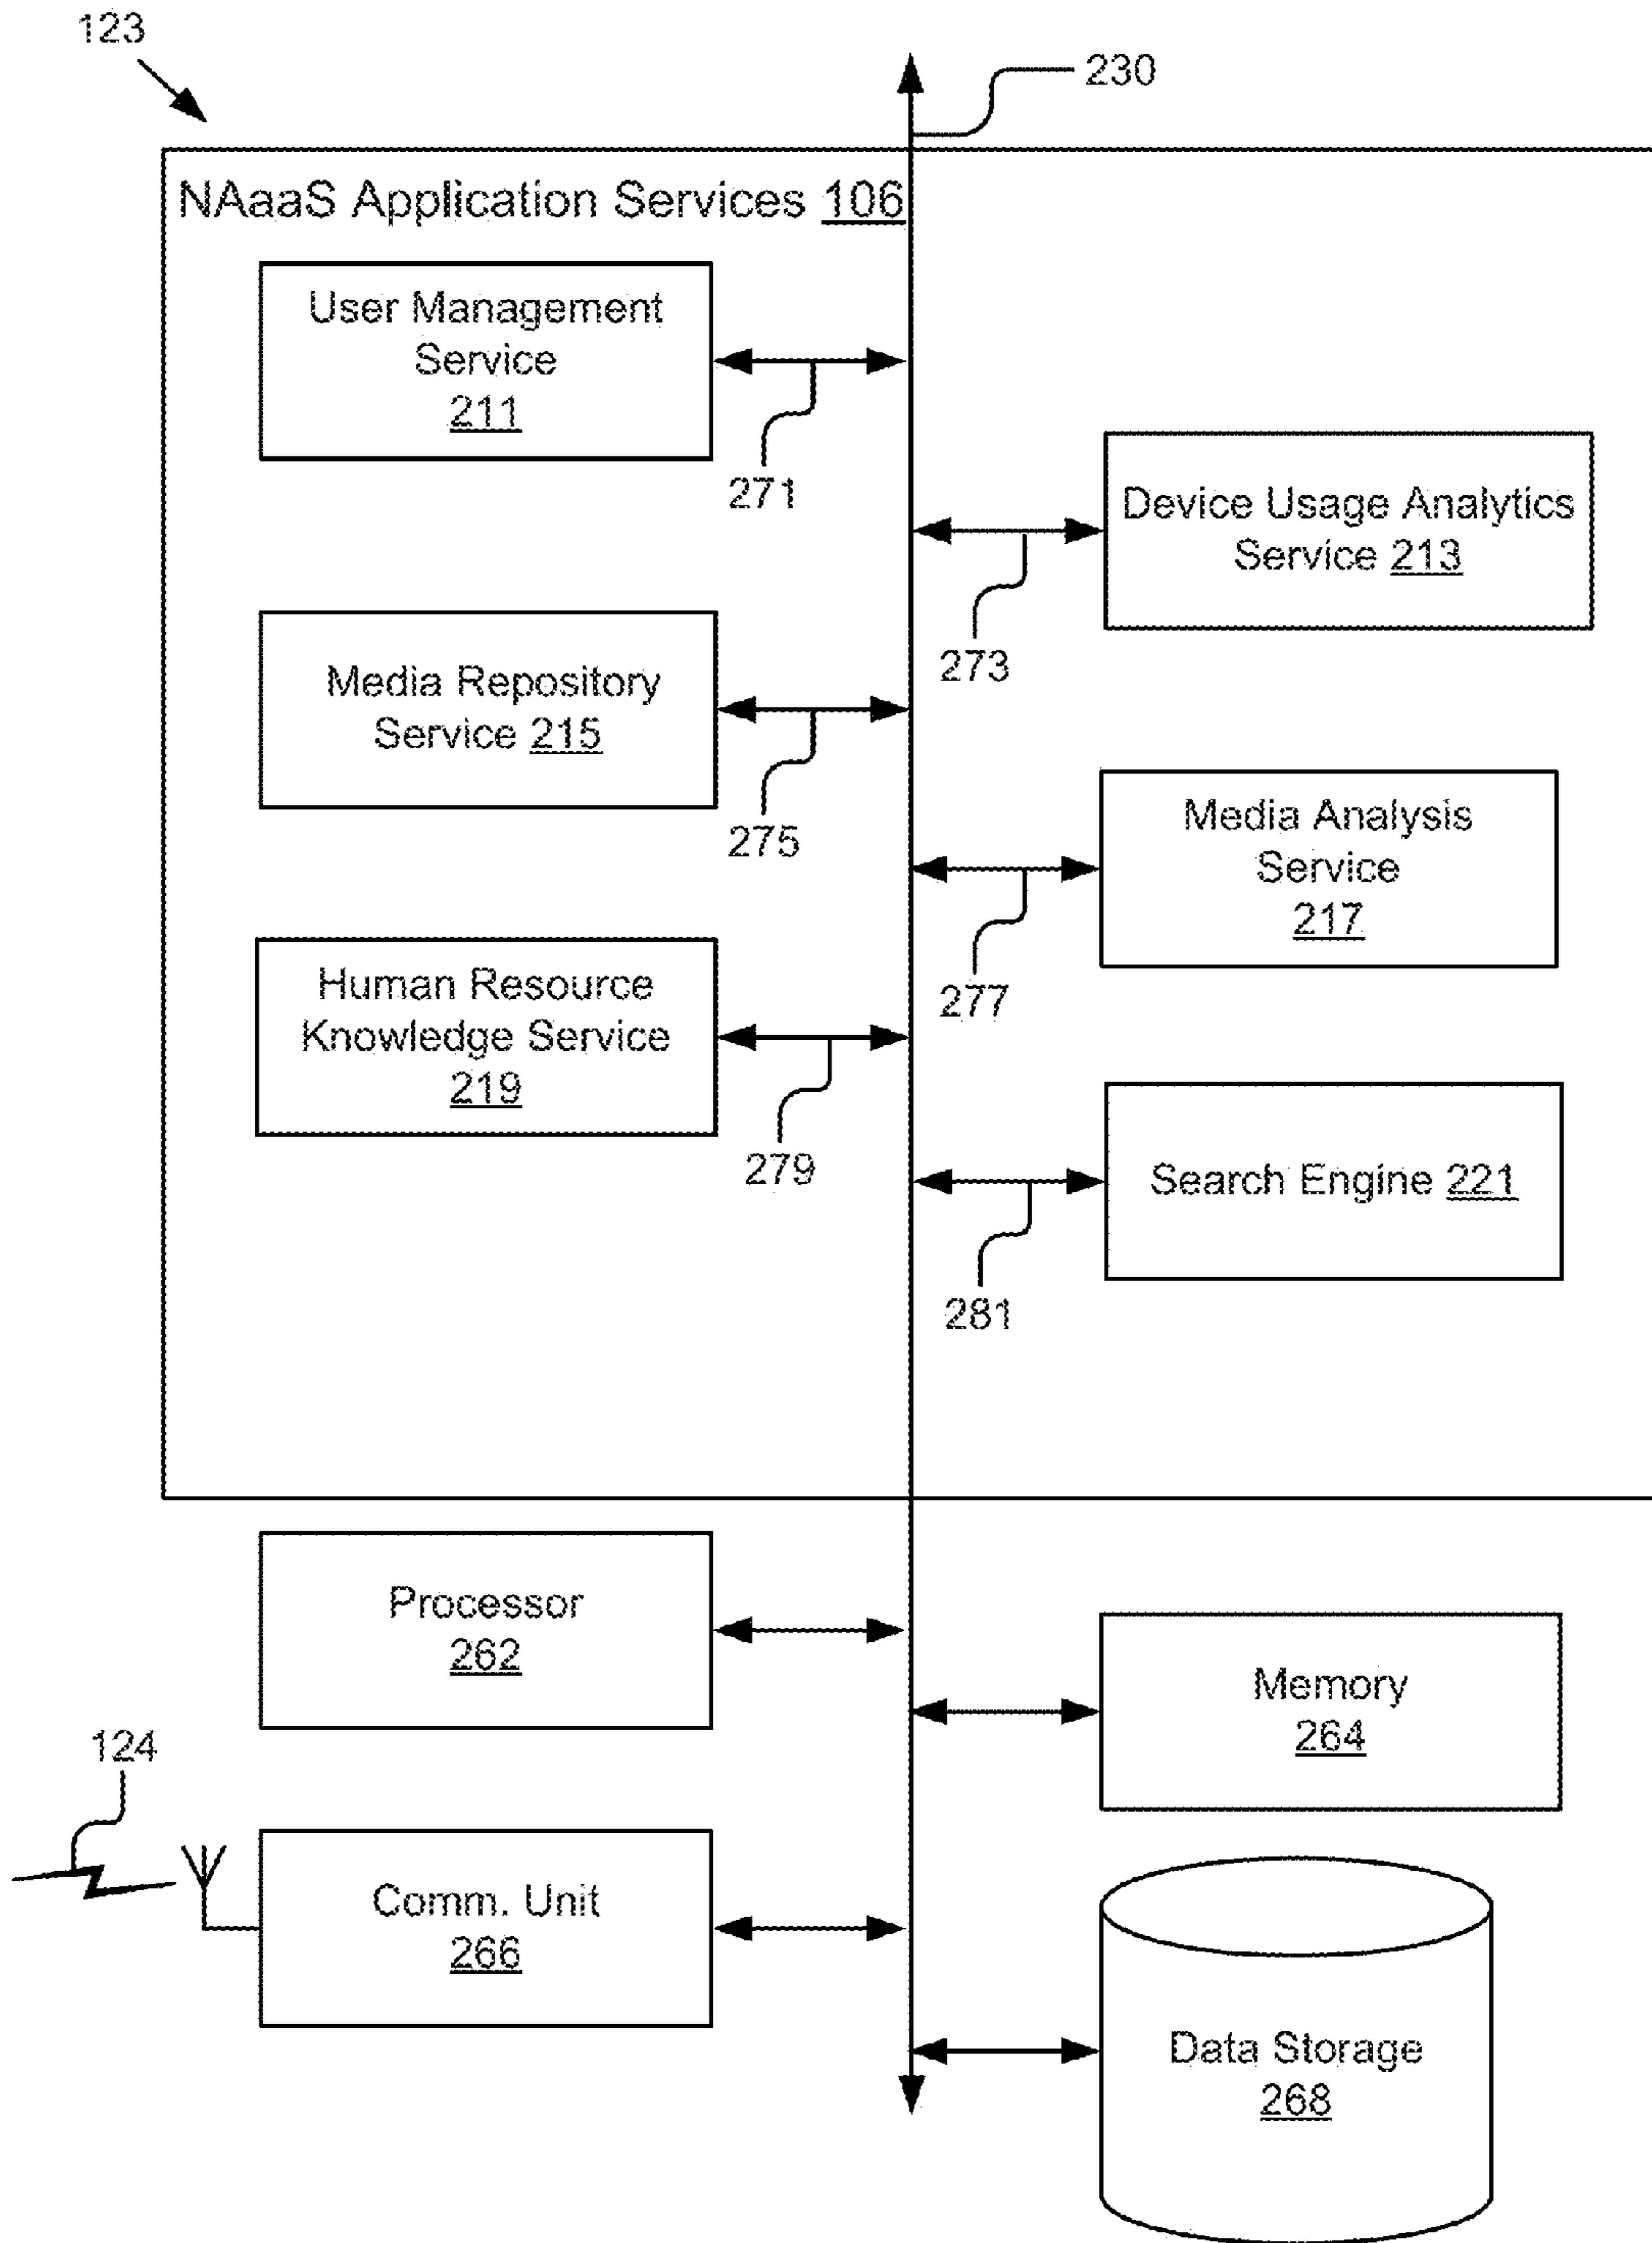 123
230
NAaaS Application Services 106
User Management
Service
211
271
Device Usage Analytics
Service 213
273
Media Repository
Service 215
275
Media Analysis
Service
217
277
Human Resource
Knowledge Service
219
279
Search Engine 221
281
Processor
262
Memory
264
124
Comm. Unit
266
Data Storage
268